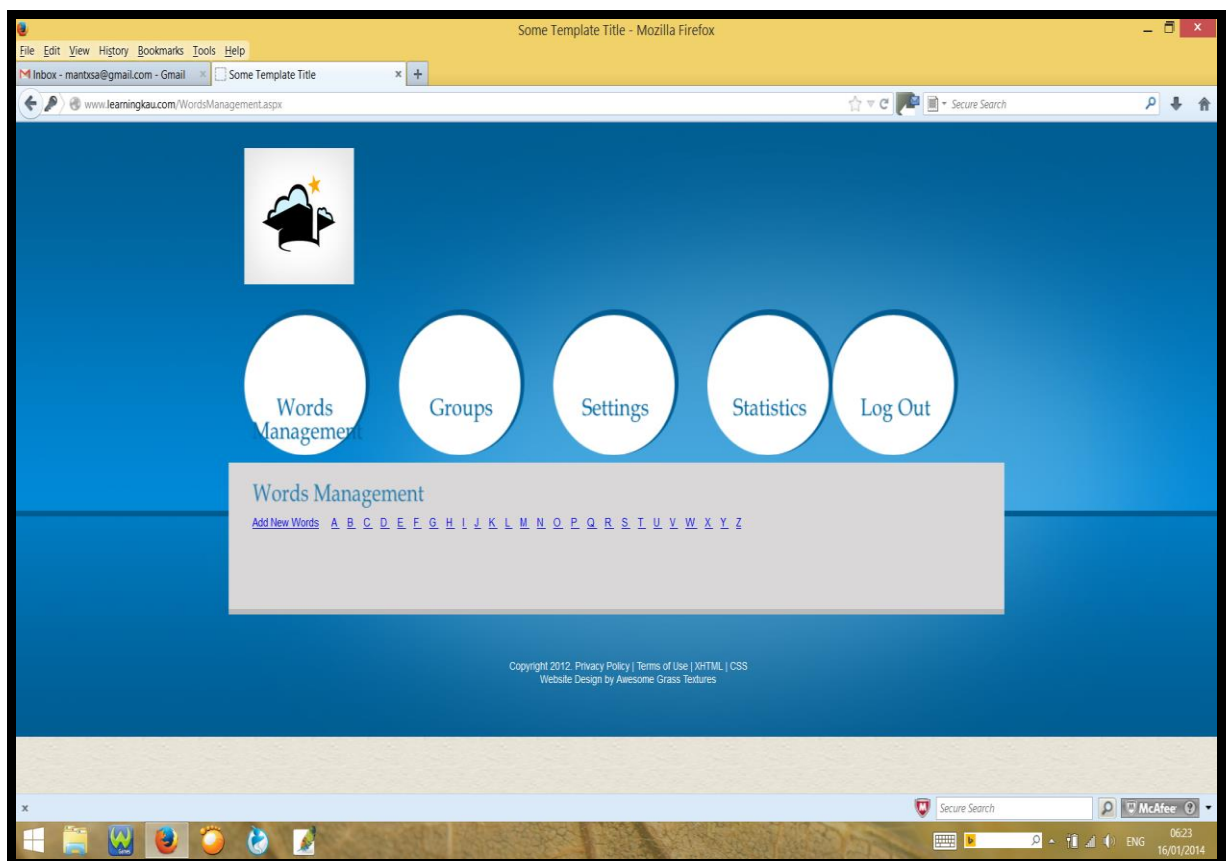 Some Template Title - Mozilla Firefox
File Edit View History Bookmarks Tools Help
Inbox - mantxsa@gmail.com - Gmail × Some Template Title × +
www.learningkau.com/WordsManagement.aspx Secure Search
Words Management
Groups
Settings
Statistics
Log Out
Words Management
Add New Words A B C D E F G H I J K L M N O P Q R S T U V W X Y Z
Copyright 2012. Privacy Policy | Terms of Use | XHTML | CSS
Website Design by Awesome Grass Textures
x Secure Search McAfee
ENG 06:23
16/01/2014